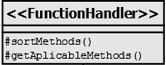 <<FunctionHandler>>
#sortMethods()
#getAplicableMethods()